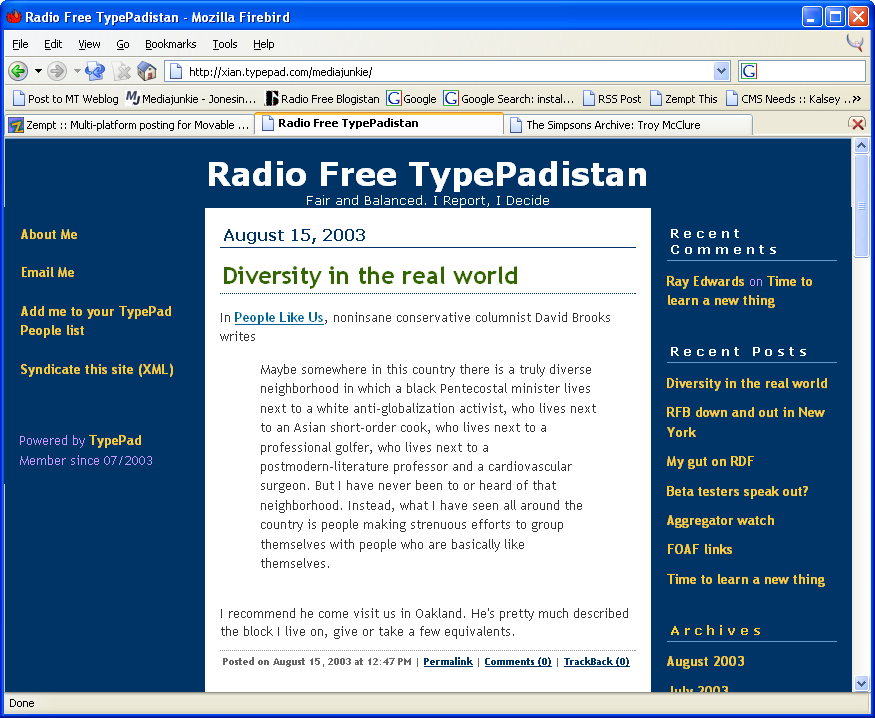 Radio Free TypePadistan - Mozilla Firebird
File Edit View Go Bookmarks Tools Help
http://xian.typepad.com/mediajunkie/
Post to MT Weblog Mediajunkie - Jonesin... Radio Free Blogistan Google Google Search: instal... RSS Post Zempt This CMS Needs :: Kalsey ...
Zempt :: Multi-platform posting for Movable ... Radio Free TypePadistan The Simpsons Archive: Troy McClure
Radio Free TypePadistan
Fair and Balanced. I Report, I Decide
About Me
Email Me
Add me to your TypePad
People list
Syndicate this site (XML)
Powered by TypePad
Member since 07/2003
August 15, 2003
Diversity in the real world
In People Like Us, noninsane conservative columnist David Brooks
writes
Maybe somewhere in this country there is a truly diverse
neighborhood in which a black Pentecostal minister lives
next to a white anti-globalization activist, who lives next
to an Asian short-order cook, who lives next to a
professional golfer, who lives next to a
postmodern-literature professor and a cardiovascular
surgeon. But I have never been to or heard of that
neighborhood. Instead, what I have seen all around the
country is people making strenuous efforts to group
themselves with people who are basically like
themselves.
I recommend he come visit us in Oakland. He's pretty much described
the block I live on, give or take a few equivalents.
Posted on August 15, 2003 at 12:47 PM | Permalink | Comments (0) | TrackBack (0)
Recent
Comments
Ray Edwards on Time to
learn a new thing
Recent Posts
Diversity in the real world
RFB down and out in New
York
My gut on RDF
Beta testers speak out?
Aggregator watch
FOAF links
Time to learn a new thing
Archives
August 2003
July 2003
Done